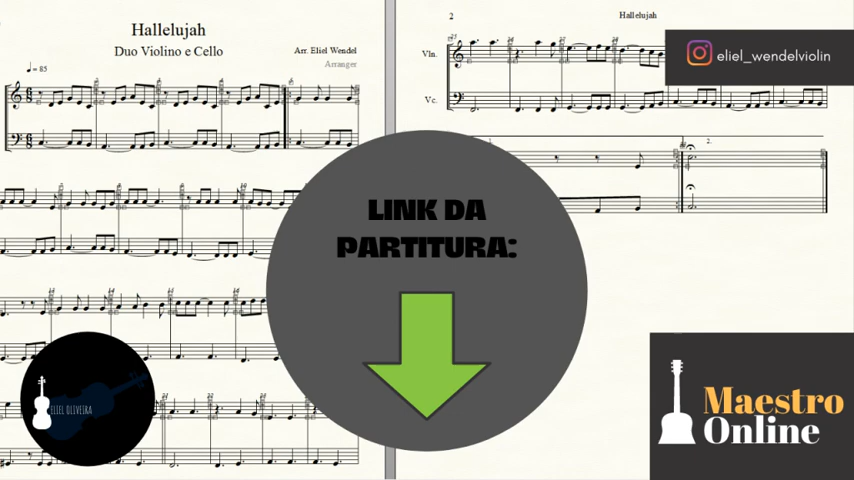 Hallelujah
Duo Violino e Cello
Arr. Eliel Wendel
Arranger
= 85
2
Hallelujah
Vln.
Vc.
2.
eliel_wendelviolin
LINK DA
PARTITURA:
ELIEL OLIVEIRA
Maestro
Online